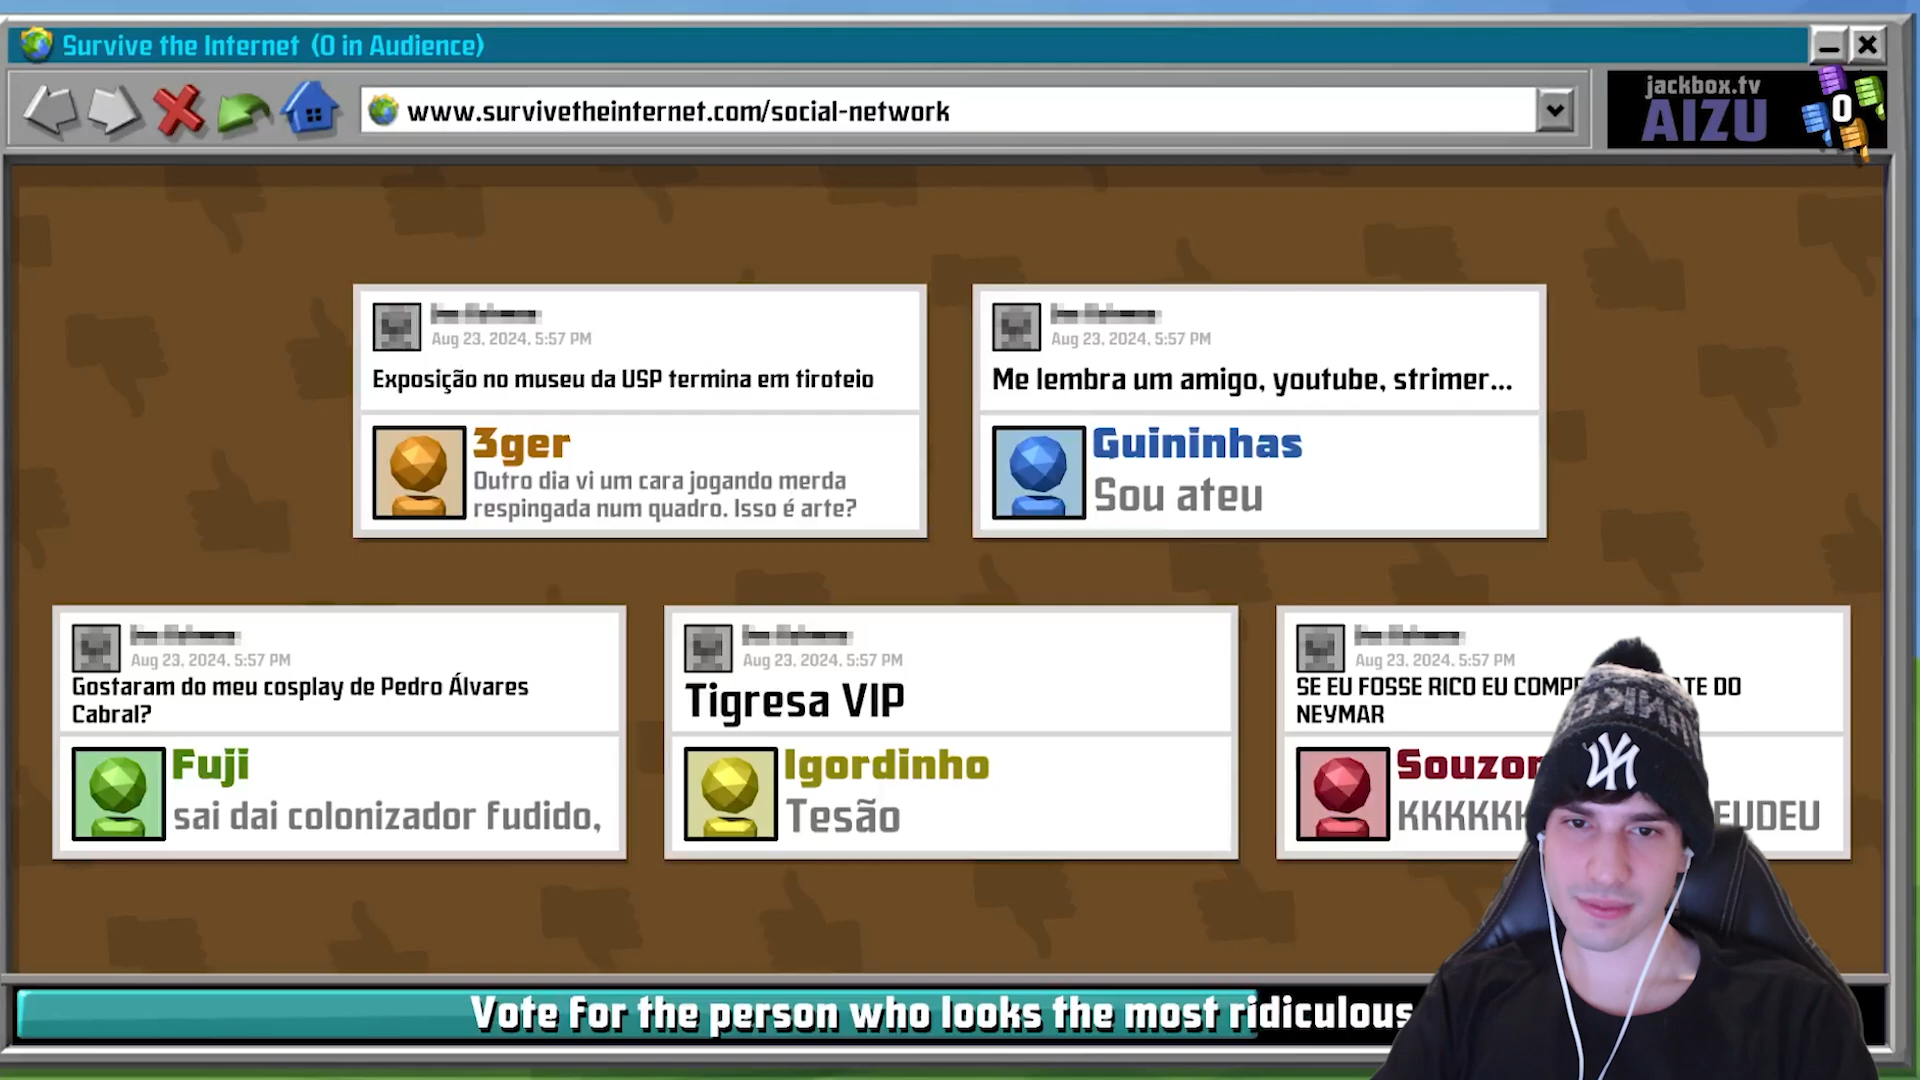 Survive the Internet (0 in Audience)
www.survivetheinternet.com/social-network
jackbox.tv
AIZU
0
Aug 23, 2024, 5:57 PM
Exposição no museu da USP termina em tiroteio
3ger
Outro dia vi um cara jogando merda
respingada num quadro. Isso é arte?
Aug 23, 2024, 5:57 PM
Me lembra um amigo, youtube, strimer...
Guininhas
Sou ateu
Aug 23, 2024, 5:57 PM
Gostaram do meu cosplay de Pedro Álvares
Cabral?
Fuji
sai dai colonizador fudido,
Aug 23, 2024, 5:57 PM
Tigresa VIP
Igordinho
Tesão
Aug 23, 2024, 5:57 PM
SE EU FOSSE RICO EU DO
NEYMAR
NY
Vote for the person who looks the most ridiculous